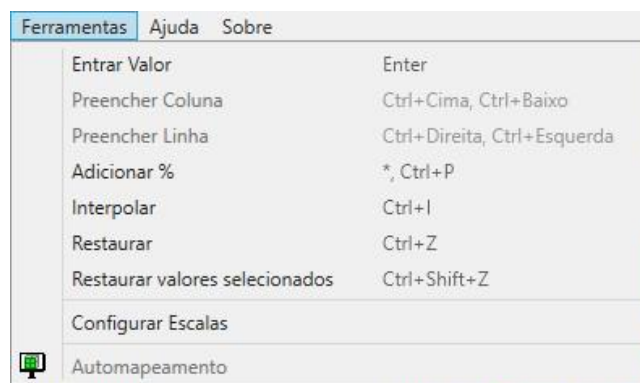 Ferramentas Ajuda Sobre
Entrar Valor Enter
Preencher Coluna Ctrl+Cima, Ctrl+Baixo
Preencher Linha Ctrl+Direita, Ctrl+Esquerda
Adicionar % *, Ctrl+P
Interpolar Ctrl+I
Restaurar Ctrl+Z
Restaurar valores selecionados Ctrl+Shift+Z
Configurar Escalas
Automapeamento